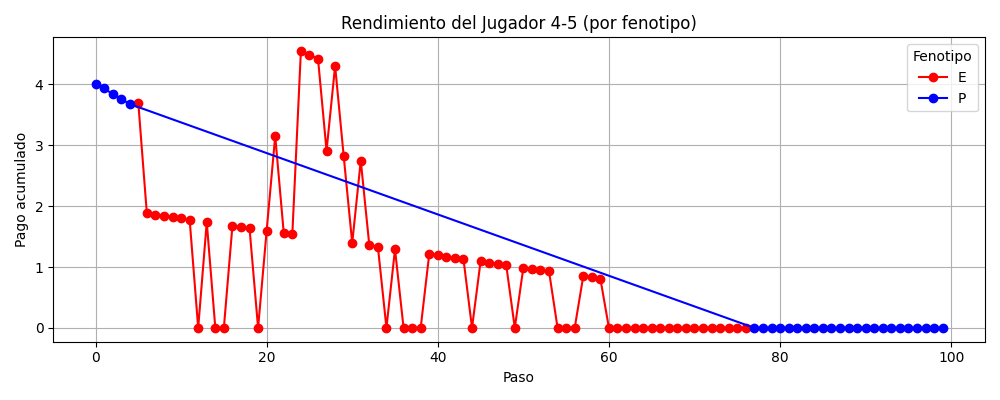 Rendimiento del Jugador 4-5 (por fenotipo)
Pago acumulado
4
3
2
1
0
Fenotipo
E
P
0
20
40
60
80
100
Paso